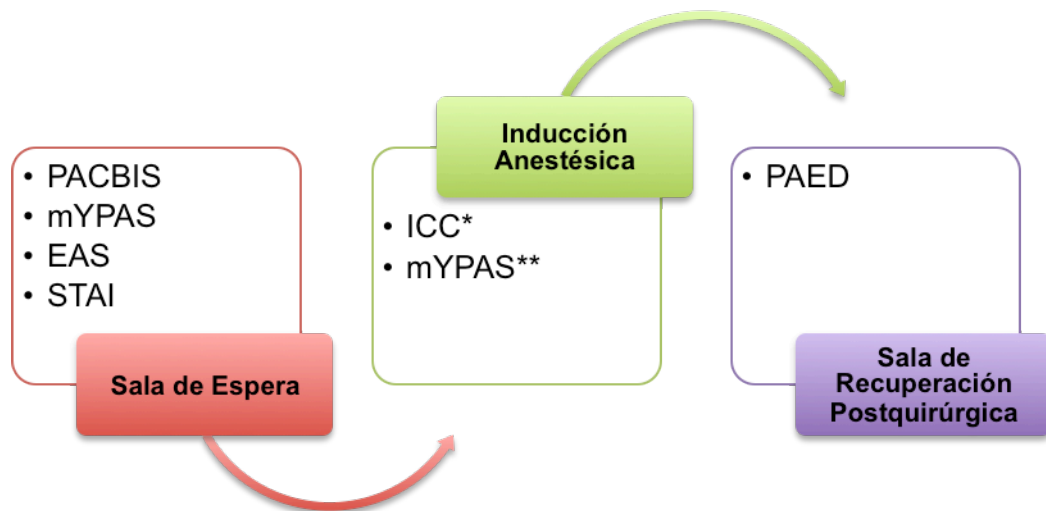 • PACBIS
• mYPAS
• EAS
• STAI
Sala de Espera
Inducción
Anestésica
• ICC*
• mYPAS**
• PAED
Sala de
Recuperación
Postquirúrgica